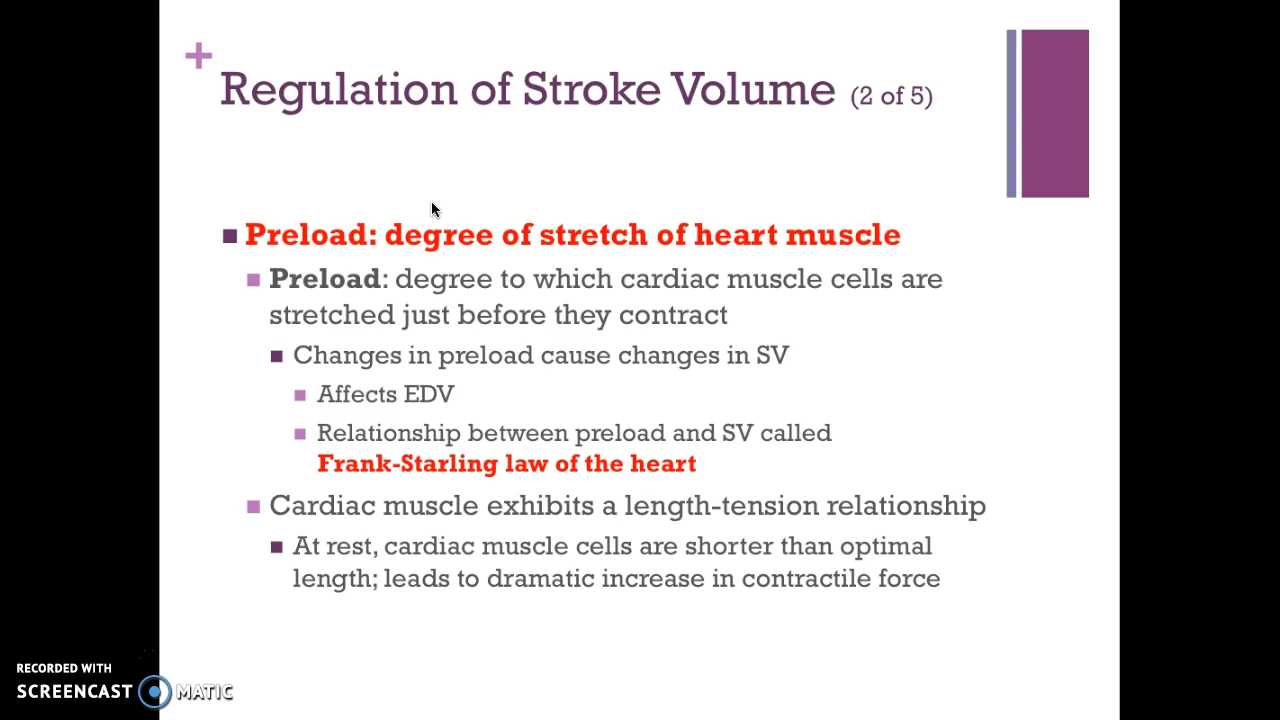 +
Regulation of Stroke Volume (2 of 5)
Preload: degree of stretch of heart muscle
Preload: degree to which cardiac muscle cells are
stretched just before they contract
Changes in preload cause changes in SV
Affects EDV
Relationship between preload and SV called
Frank-Starling law of the heart
Cardiac muscle exhibits a length-tension relationship
At rest, cardiac muscle cells are shorter than optimal
length; leads to dramatic increase in contractile force
RECORDED WITH
SCREENCAST MATIC